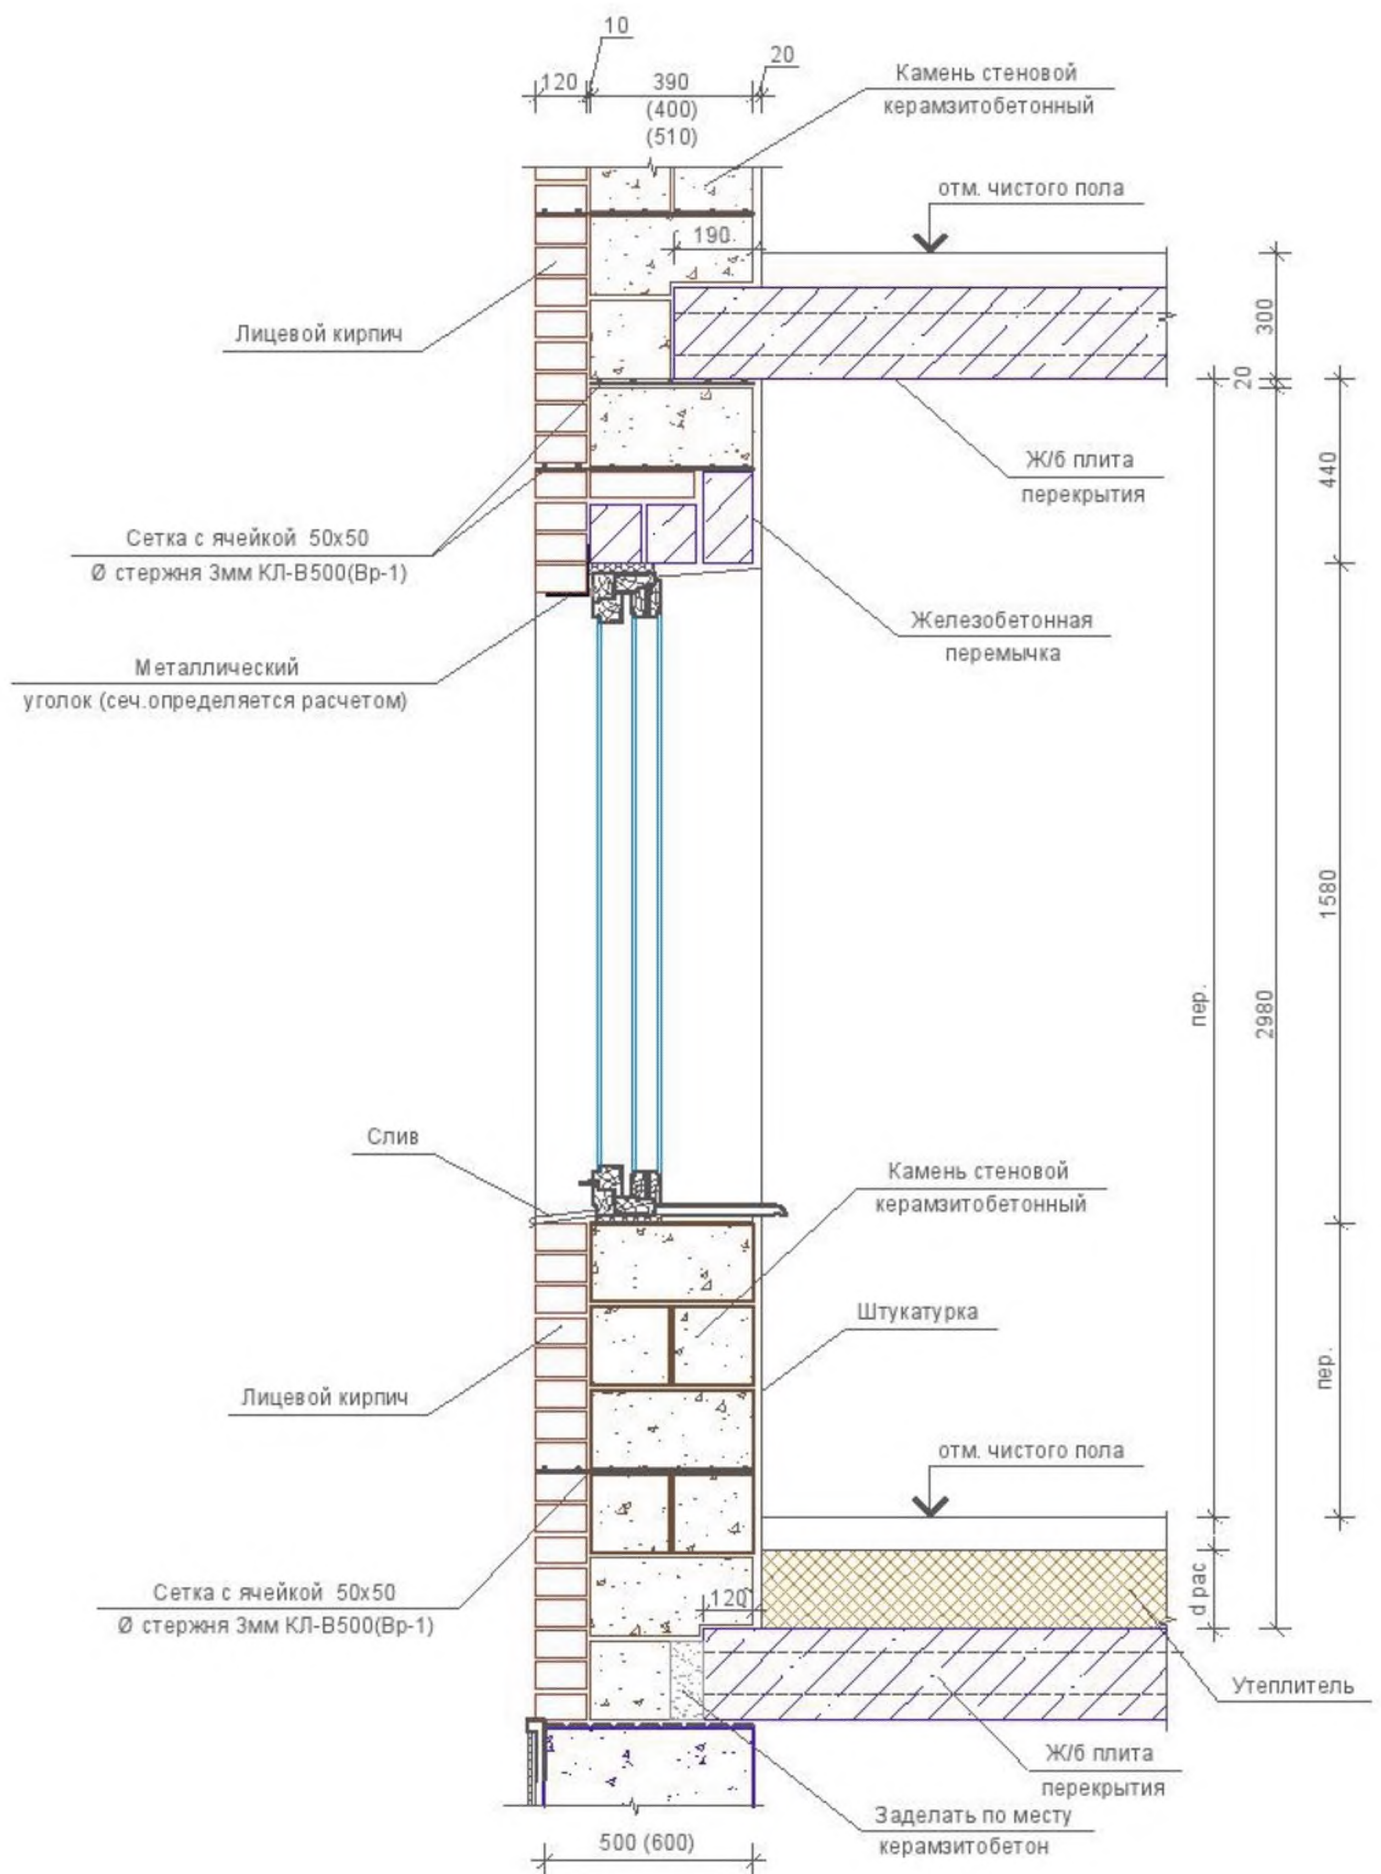 10
120
390
20
(400)
(510)
Камень стеновой
керамзитобетонный
отм. чистого пола
190
300
Лицевой кирпич
20
Ж/б плита
перекрытия
440
Сетка с ячейкой 50х50
Ø стержня 3мм КЛ-В500(Вр-1)
Железобетонная
перемычка
Металлический
уголок (сеч.определяется расчетом)
1580
пер.
2980
Слив
Камень стеновой
керамзитобетонный
Штукатурка
пер.
Лицевой кирпич
отм. чистого пола
Сетка с ячейкой 50х50
Ø стержня 3мм КЛ-В500(Вр-1)
120
d рас
Утеплитель
Ж/б плита
перекрытия
Заделать по месту
керамзитобетон
500 (600)